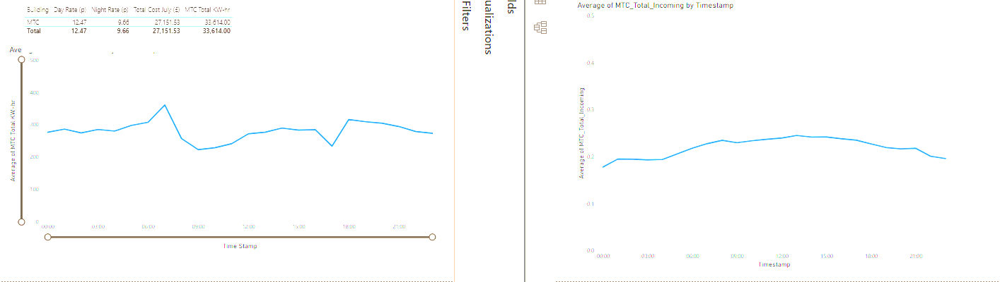 Building Day Rate (p) Night Rate (p) Total Cost July (£) MTC Total KW-hr
MTC 12.47 9.66 27,151.53 33,614.00
Total 12.47 9.66 27,151.53 33,614.00
Ave
500
400
300
200
100
0
Average of MTC Total KW-hr
00:00 03:00 06:00 09:00 12:00 15:00 18:00 21:00
Time Stamp
Filters
ualizations
lds
Average of MTC_Total_Incoming by Timestamp
0.5
0.4
0.3
0.2
0.1
0.0
Average of MTC_Total_Incoming
00:00 03:00 06:00 09:00 12:00 15:00 18:00 21:00
Timestamp